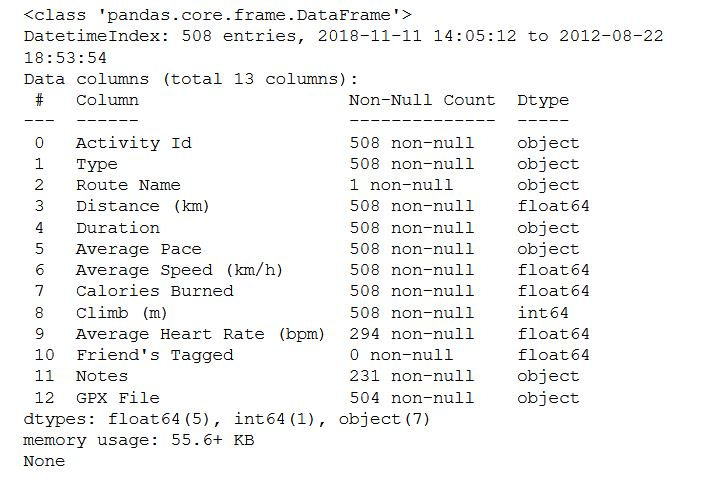 <class 'pandas.core.frame.DataFrame'>
DatetimeIndex: 508 entries, 2018-11-11 14:05:12 to 2012-08-22
18:53:54
Data columns (total 13 columns):
 #   Column                    Non-Null Count  Dtype
---  ------                    --------------  -----
 0   Activity Id               508 non-null    object
 1   Type                      508 non-null    object
 2   Route Name                1 non-null      object
 3   Distance (km)             508 non-null    float64
 4   Duration                  508 non-null    object
 5   Average Pace              508 non-null    object
 6   Average Speed (km/h)      508 non-null    float64
 7   Calories Burned           508 non-null    float64
 8   Climb (m)                 508 non-null    int64
 9   Average Heart Rate (bpm)  294 non-null    float64
 10  Friend's Tagged           0 non-null      float64
 11  Notes                     231 non-null    object
 12  GPX File                  504 non-null    object
dtypes: float64(5), int64(1), object(7)
memory usage: 55.6+ KB
None